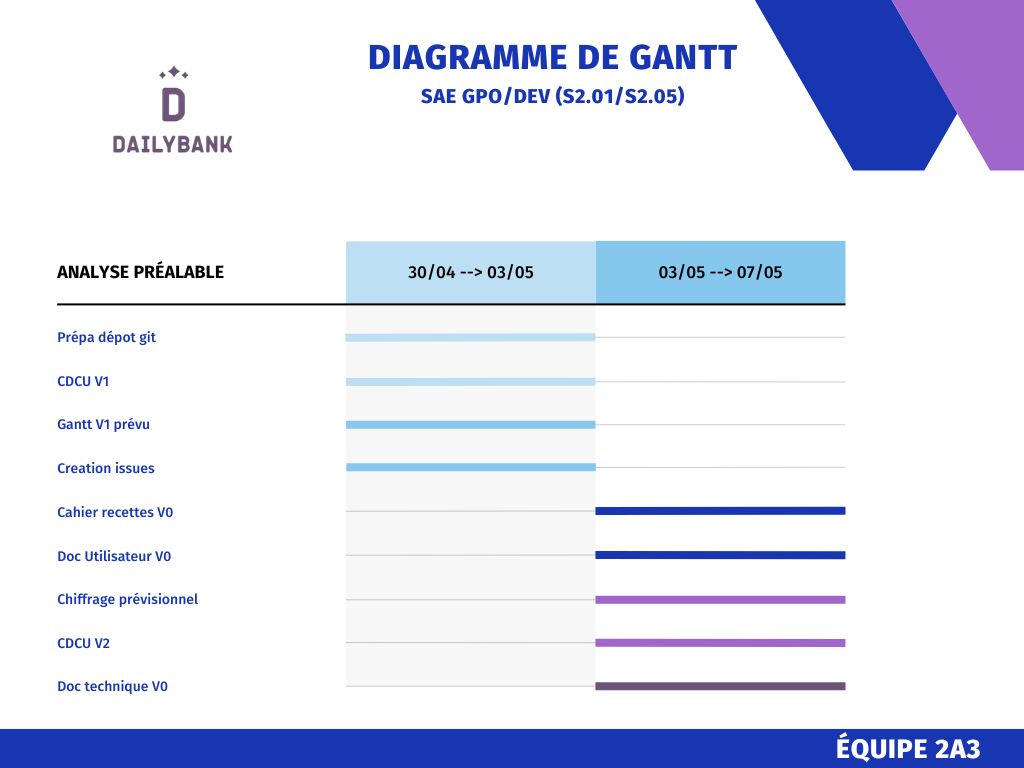 DIAGRAMME DE GANTT
SAE GPO/DEV (S2.01/S2.05)
D
DAILYBANK
ANALYSE PRÉALABLE
30/04 --> 03/05
03/05 --> 07/05
Prépa dépot git
CDCU V1
Gantt V1 prévu
Creation issues
Cahier recettes V0
Doc Utilisateur V0
Chiffrage prévisionnel
CDCU V2
Doc technique V0
ÉQUIPE 2A3